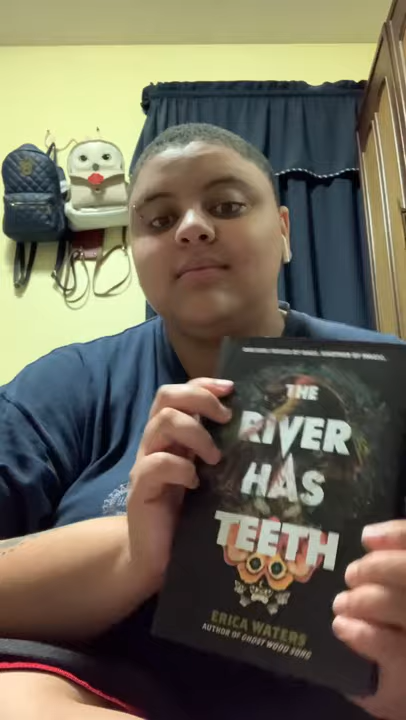 THE
RIVER
HAS
TEETH
ERICA WATERS
AUTHOR OF GHOST WOOD SONG